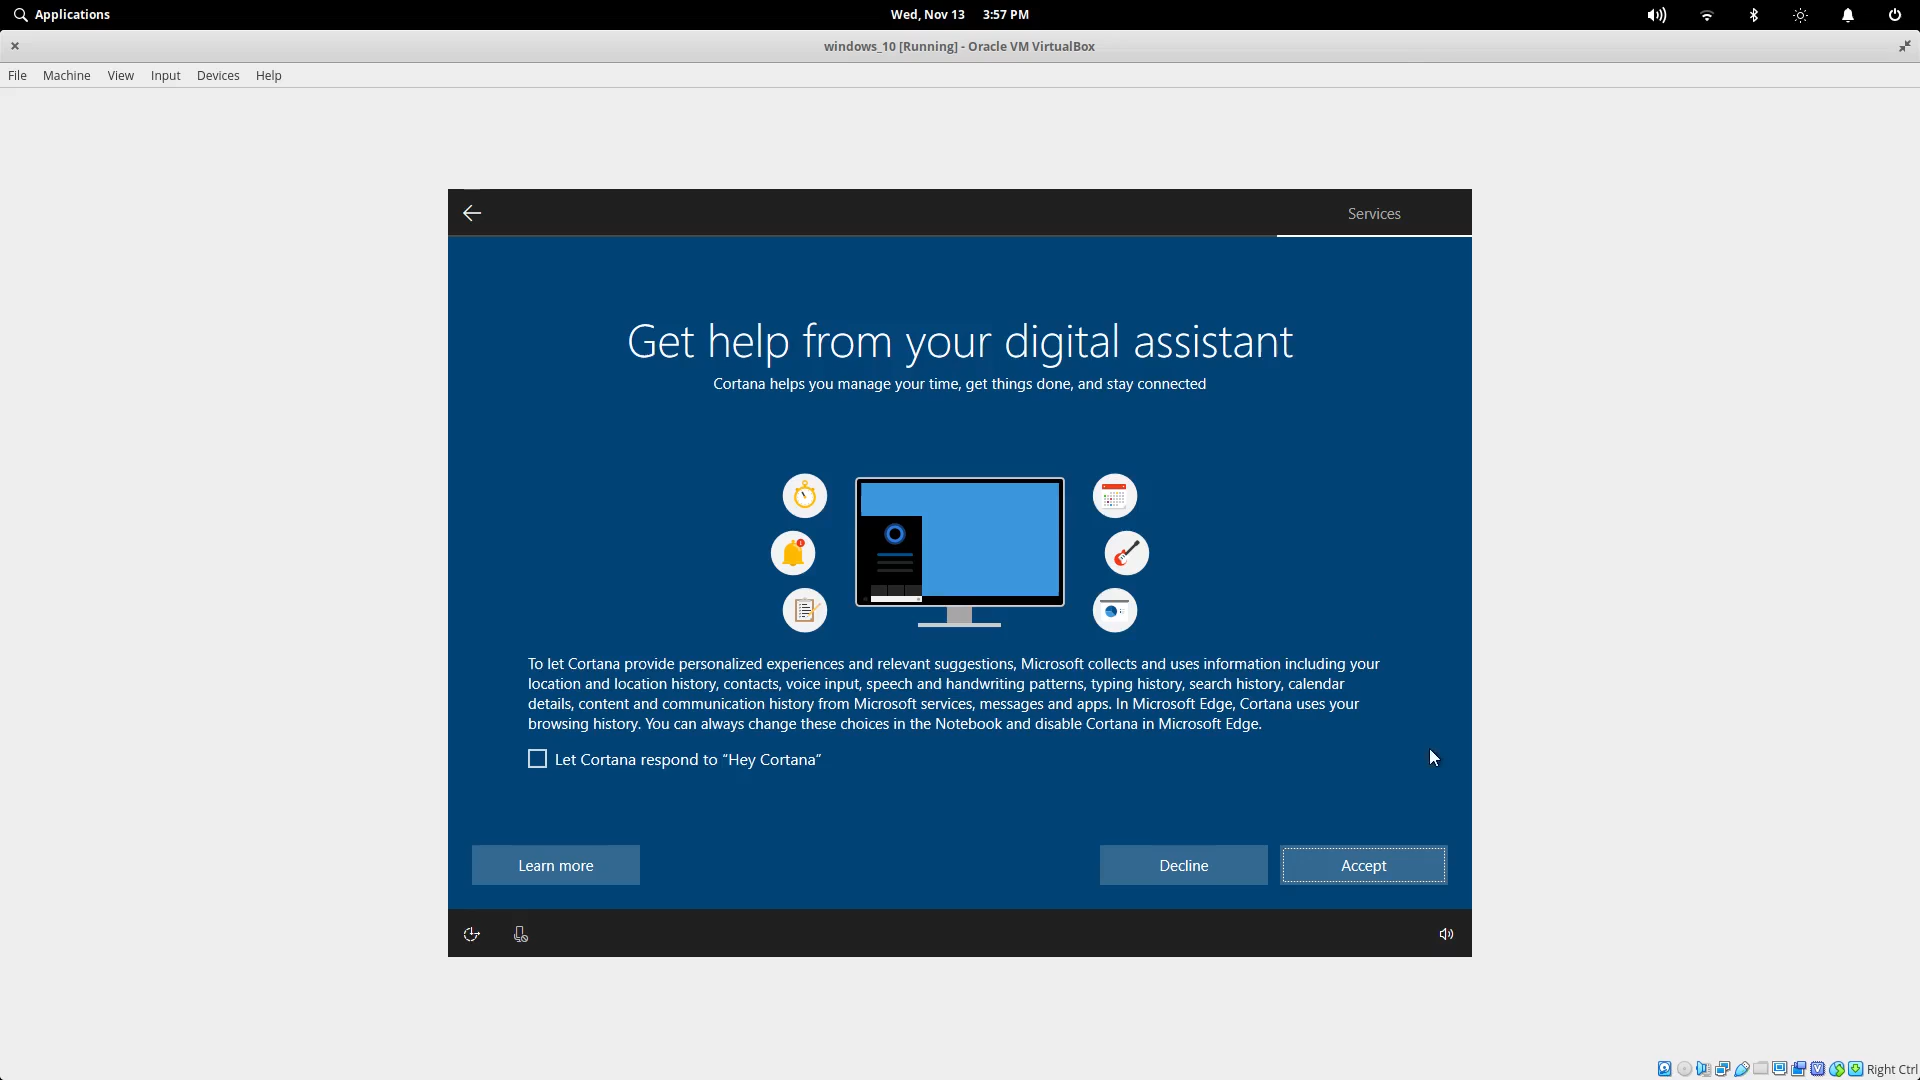 Applications
Wed, Nov 13 3:57 PM
windows_10 [Running] - Oracle VM VirtualBox
File Machine View Input Devices Help
Services
Get help from your digital assistant
Cortana helps you manage your time, get things done, and stay connected
To let Cortana provide personalized experiences and relevant suggestions, Microsoft collects and uses information including your
location and location history, contacts, voice input, speech and handwriting patterns, typing history, search history, calendar
details, content and communication history from Microsoft services, messages and apps. In Microsoft Edge, Cortana uses your
browsing history. You can always change these choices in the Notebook and disable Cortana in Microsoft Edge.
Let Cortana respond to “Hey Cortana”
Learn more Decline Accept
Right Ctrl